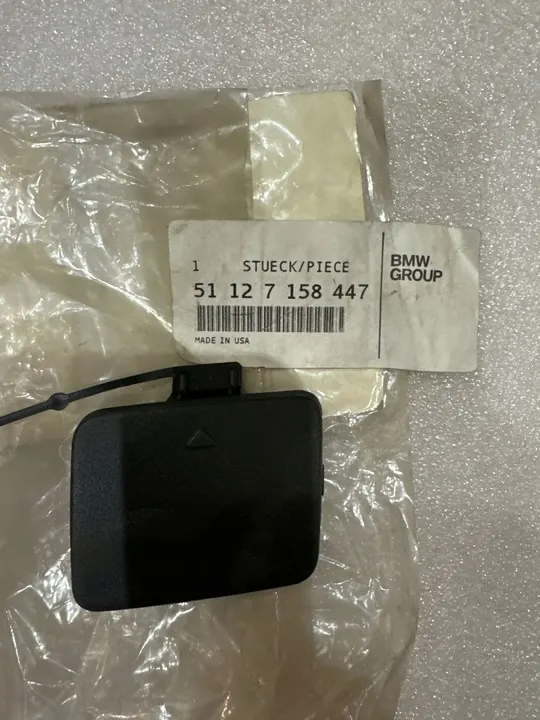 1 STUECK/PIECE
51 12 7 158 447
MADE IN USA
BMW
GROUP